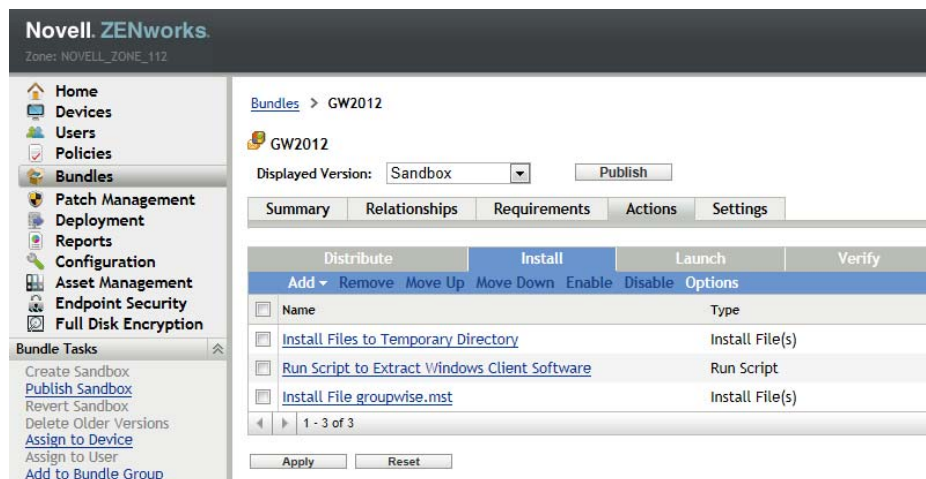 Novell. ZENworks.
Zone: NOVELL_ZONE_112
Home
Devices
Users
Policies
Bundles
Patch Management
Deployment
Reports
Configuration
Asset Management
Endpoint Security
Full Disk Encryption
Bundle Tasks
Create Sandbox
Publish Sandbox
Revert Sandbox
Delete Older Versions
Assign to Device
Assign to User
Add to Bundle Group
Bundles > GW2012
GW2012
Displayed Version: Sandbox Publish
Summary Relationships Requirements Actions Settings
Distribute Install Launch Verify
Add Remove Move Up Move Down Enable Disable Options
Name Type
Install Files to Temporary Directory Install File(s)
Run Script to Extract Windows Client Software Run Script
Install File groupwise.mst Install File(s)
1 - 3 of 3
Apply Reset